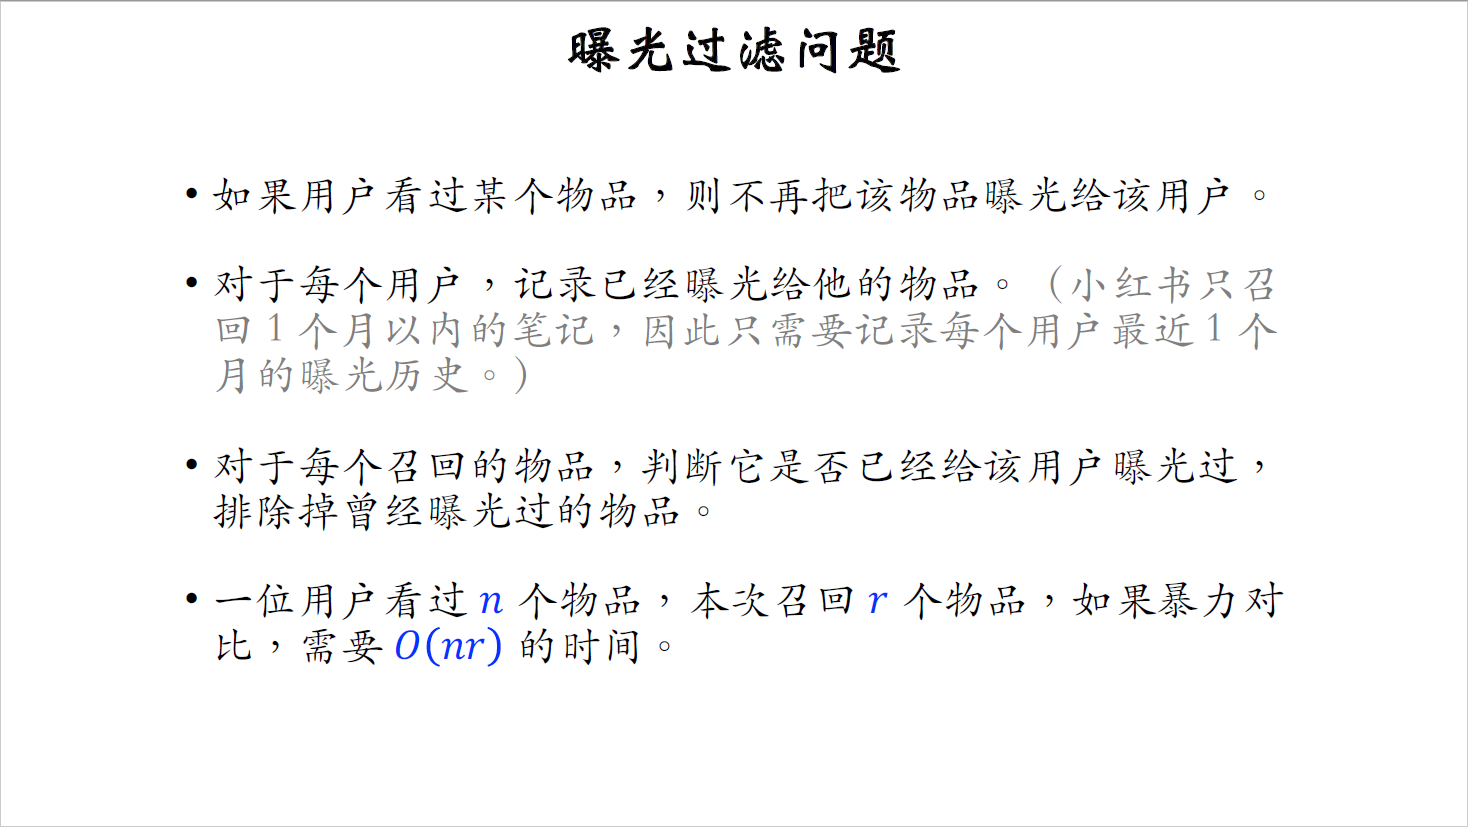 曝光过滤问题
• 如果用户看过某个物品，则不再把该物品曝光给该用户。
• 对于每个用户，记录已经曝光给他的物品。（小红书只召
回 1 个月以内的笔记，因此只需要记录每个用户最近 1 个
月的曝光历史。）
• 对于每个召回的物品，判断它是否已经给该用户曝光过，
排除掉曾经曝光过的物品。
• 一位用户看过 n 个物品，本次召回 r 个物品，如果暴力对
比，需要 O(nr) 的时间。